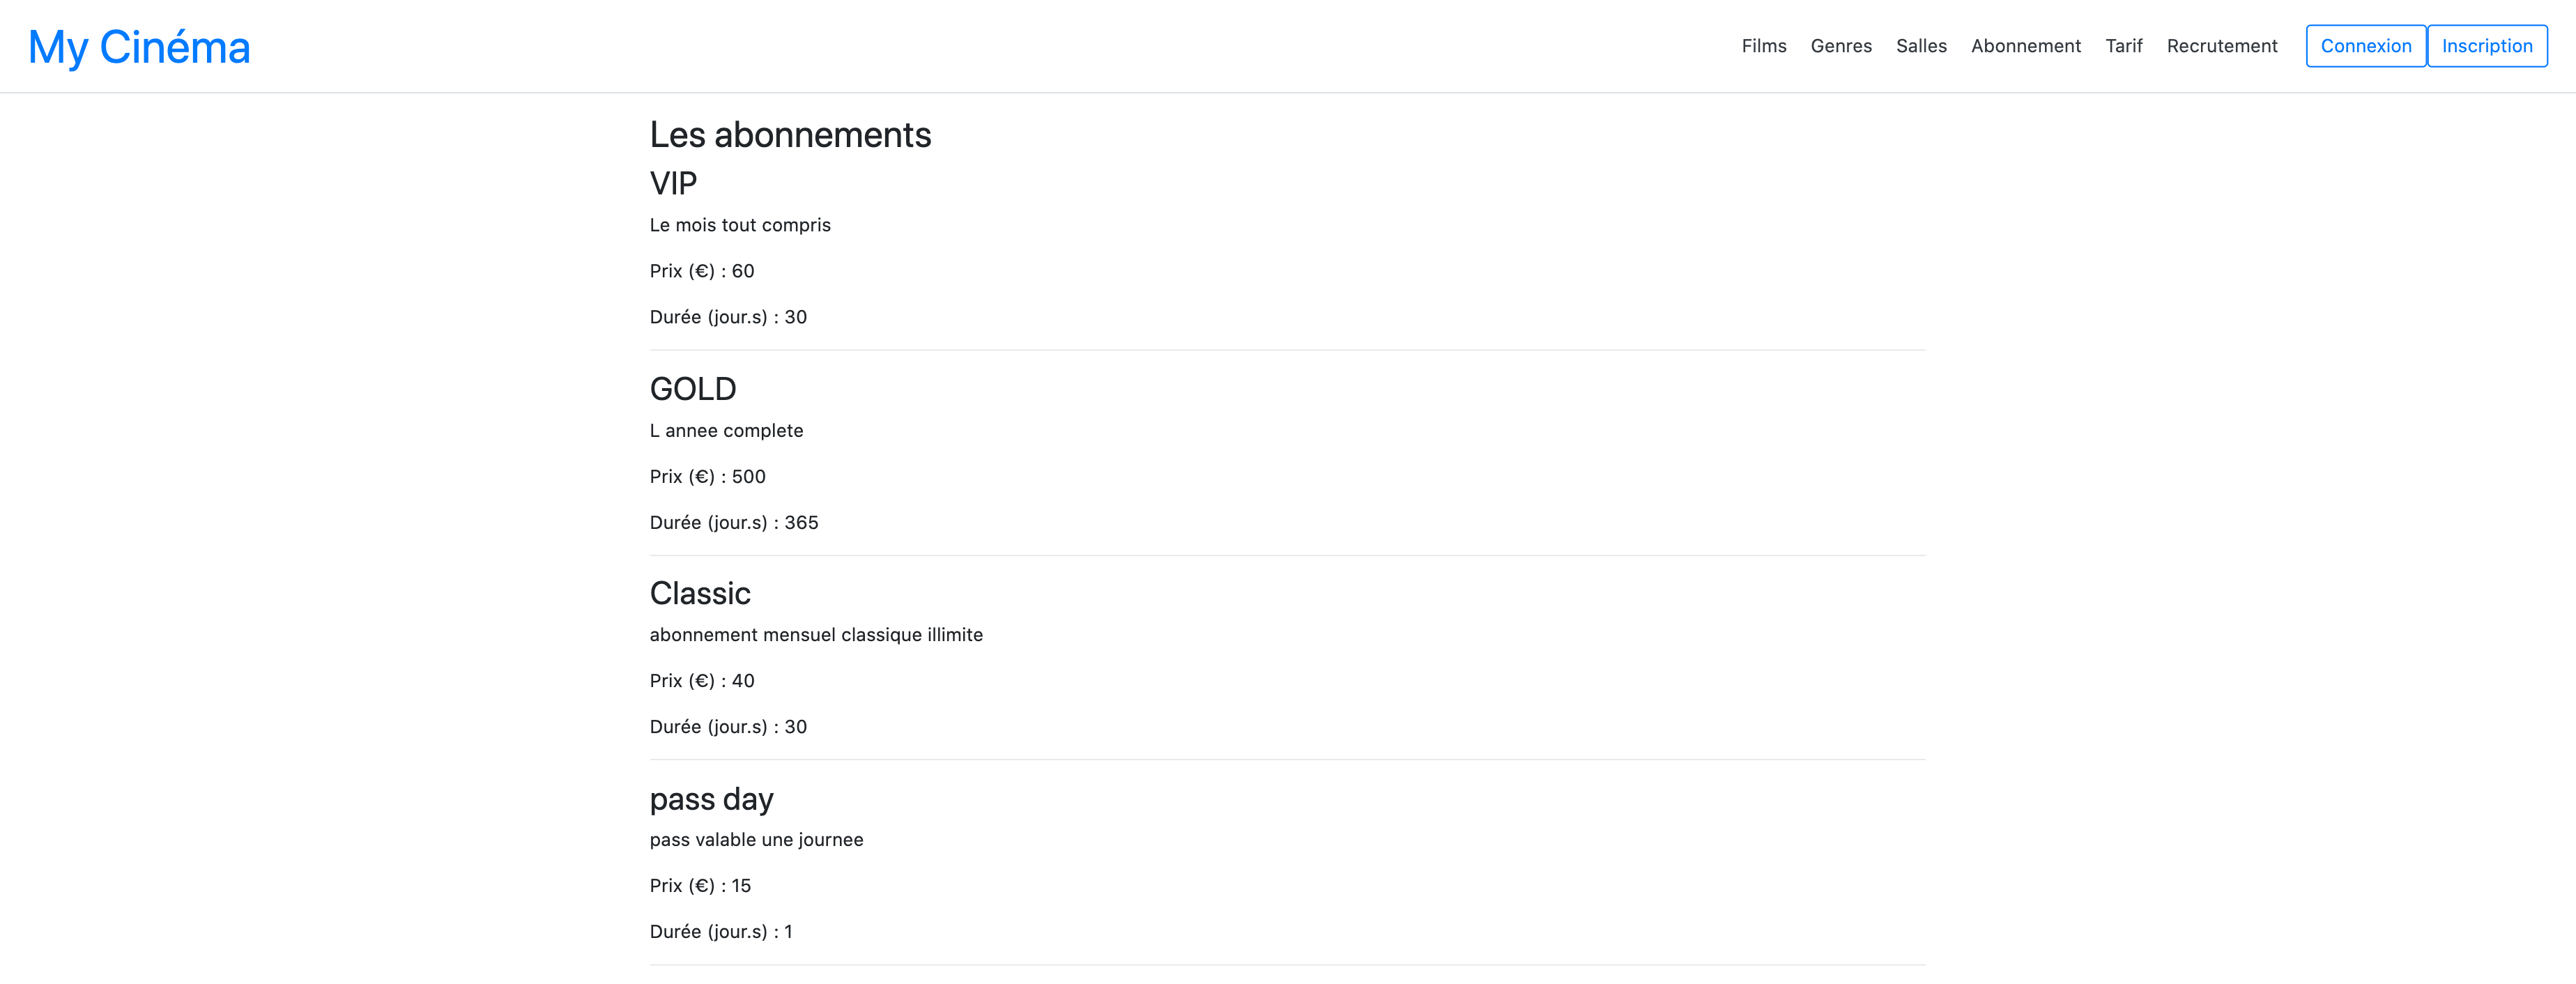 My Cinéma
Films Genres Salles Abonnement Tarif Recrutement Connexion Inscription
Les abonnements
VIP
Le mois tout compris
Prix (€) : 60
Durée (jour.s) : 30
GOLD
L annee complete
Prix (€) : 500
Durée (jour.s) : 365
Classic
abonnement mensuel classique illimite
Prix (€) : 40
Durée (jour.s) : 30
pass day
pass valable une journee
Prix (€) : 15
Durée (jour.s) : 1